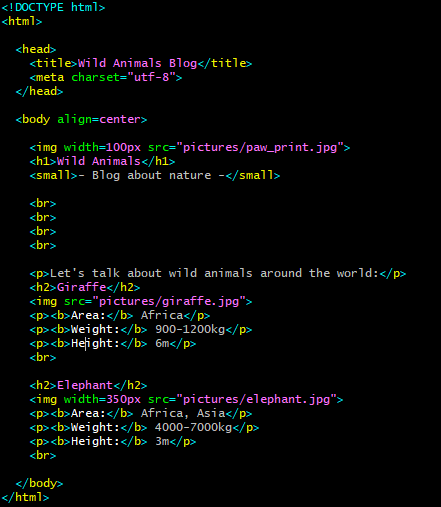 <!DOCTYPE html>
<html>
<head>
<title>Wild Animals Blog</title>
<meta charset="utf-8">
</head>
<body align=center>
<img width=100px src="pictures/paw_print.jpg">
<h1>Wild Animals</h1>
<small>- Blog about nature -</small>
<br>
<br>
<br>
<br>
<p>Let's talk about wild animals around the world:</p>
<h2>Giraffe</h2>
<img src="pictures/giraffe.jpg">
<p><b>Area:</b> Africa</p>
<p><b>Weight:</b> 900-1200kg</p>
<p><b>Height:</b> 6m</p>
<br>
<h2>Elephant</h2>
<img width=350px src="pictures/elephant.jpg">
<p><b>Area:</b> Africa, Asia</p>
<p><b>Weight:</b> 4000-7000kg</p>
<p><b>Height:</b> 3m</p>
<br>
</body>
</html>